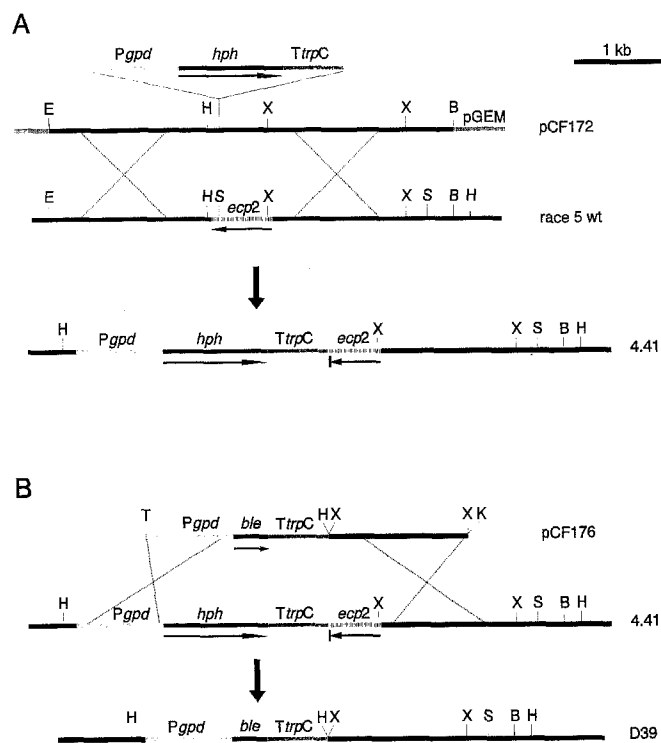 A
Pgpd hph TtrpC
1 kb
E H X X B pGEM pCF172
E H S ecp2 X X S B H race 5 wt
H Pgpd hph TtrpC ecp2 X X S B H 4.41
B
T Pgpd ble TtrpC H X X K pCF176
H Pgpd hph TtrpC ecp2 X X S B H 4.41
H Pgpd ble TtrpC H X X S B H D39